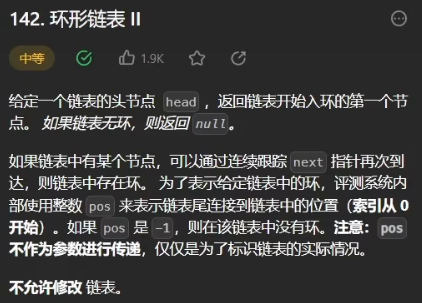 142. 环形链表 II
中等 1.9K
给定一个链表的头节点 head ，返回链表开始入环的第一个节
点。 如果链表无环，则返回 null。
如果链表中有某个节点，可以通过连续跟踪 next 指针再次到
达，则链表中存在环。 为了表示给定链表中的环，评测系统内
部使用整数 pos 来表示链表尾连接到链表中的位置（索引从 0
开始）。如果 pos 是 -1，则在该链表中没有环。注意：pos
不作为参数进行传递，仅仅是为了标识链表的实际情况。
不允许修改 链表。